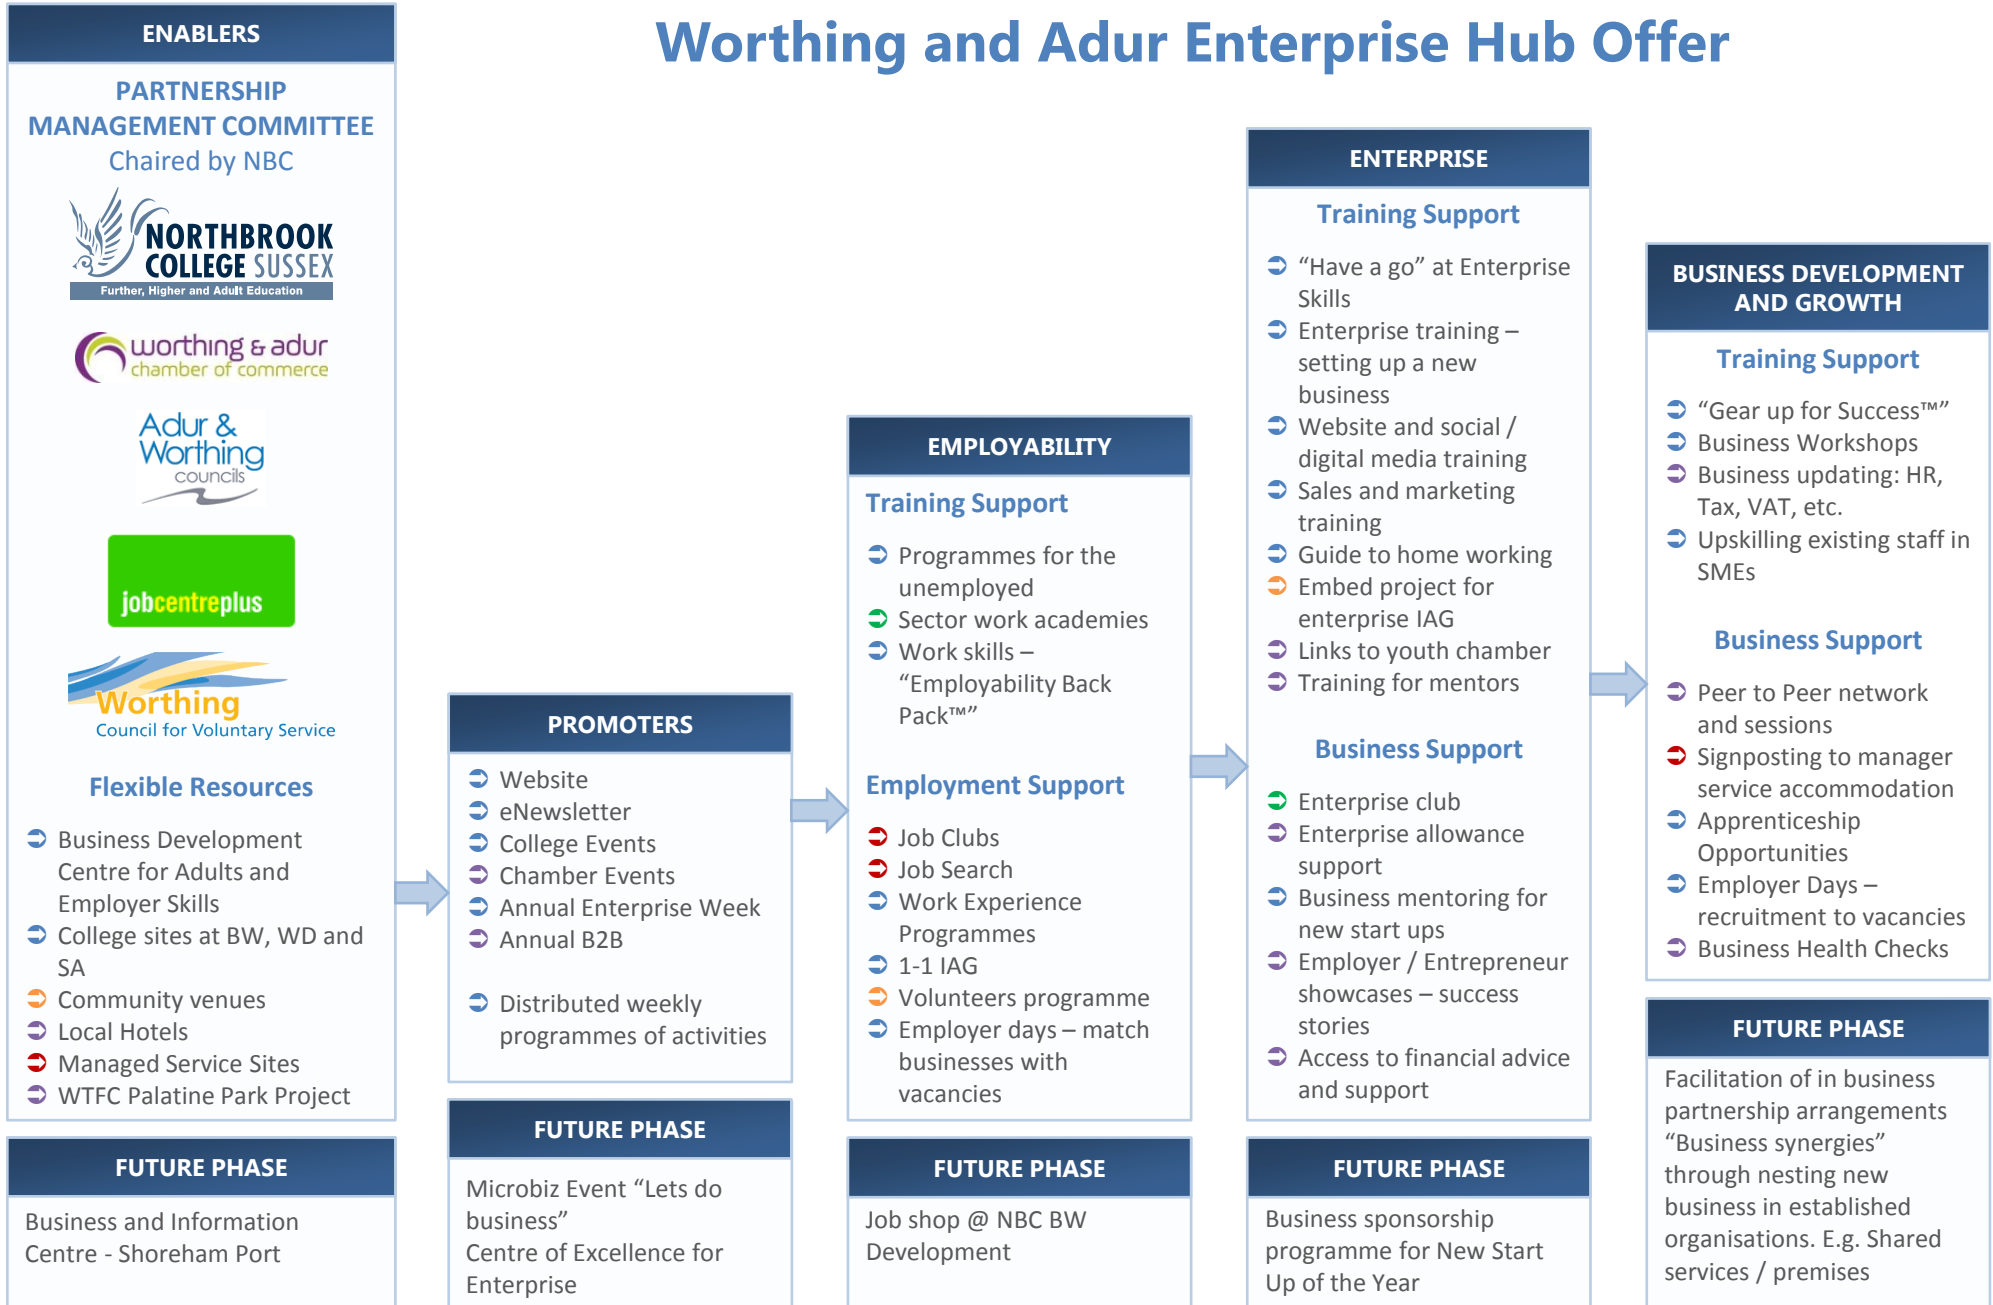 Worthing and Adur Enterprise Hub Offer
ENABLERS
PARTNERSHIP
MANAGEMENT COMMITTEE
Chaired by NBC
NORTHBROOK
COLLEGE SUSSEX
Further, Higher and Adult Education
worthing & adur
chamber of commerce
Adur &
Worthing
councils
jobcentreplus
Worthing
Council for Voluntary Service
Flexible Resources
Business Development
Centre for Adults and
Employer Skills
College sites at BW, WD and
SA
Community venues
Local Hotels
Managed Service Sites
WTFC Palatine Park Project
FUTURE PHASE
Business and Information
Centre - Shoreham Port
PROMOTERS
Website
eNewsletter
College Events
Chamber Events
Annual Enterprise Week
Annual B2B
Distributed weekly
programmes of activities
FUTURE PHASE
Microbiz Event “Lets do
business”
Centre of Excellence for
Enterprise
EMPLOYABILITY
Training Support
Programmes for the
unemployed
Sector work academies
Work skills –
“Employability Back
Pack™”
Employment Support
Job Clubs
Job Search
Work Experience
Programmes
1-1 IAG
Volunteers programme
Employer days – match
businesses with
vacancies
FUTURE PHASE
Job shop @ NBC BW
Development
ENTERPRISE
Training Support
“Have a go” at Enterprise
Skills
Enterprise training –
setting up a new
business
Website and social /
digital media training
Sales and marketing
training
Guide to home working
Embed project for
enterprise IAG
Links to youth chamber
Training for mentors
Business Support
Enterprise club
Enterprise allowance
support
Business mentoring for
new start ups
Employer / Entrepreneur
showcases – success
stories
Access to financial advice
and support
FUTURE PHASE
Business sponsorship
programme for New Start
Up of the Year
BUSINESS DEVELOPMENT
AND GROWTH
Training Support
“Gear up for Success™”
Business Workshops
Business updating: HR,
Tax, VAT, etc.
Upskilling existing staff in
SMEs
Business Support
Peer to Peer network
and sessions
Signposting to manager
service accommodation
Apprenticeship
Opportunities
Employer Days –
recruitment to vacancies
Business Health Checks
FUTURE PHASE
Facilitation of in business
partnership arrangements
“Business synergies”
through nesting new
business in established
organisations. E.g. Shared
services / premises